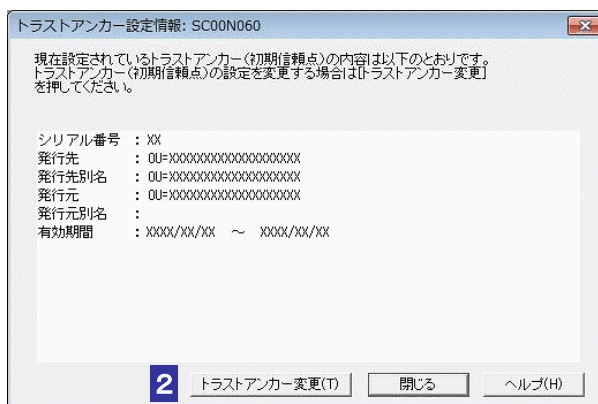 トラストアンカー設定情報: SC00N060
現在設定されているトラストアンカー(初期信頼点)の内容は以下のとおりです。
トラストアンカー(初期信頼点)の設定を変更する場合は[トラストアンカー変更]
を押してください。
シリアル番号 : XX
発行先 : OU=XXXXXXXXXXXXXXXXXXX
発行先別名 : OU=XXXXXXXXXXXXXXXXXXX
発行元 : OU=XXXXXXXXXXXXXXXXXXX
発行元別名 :
有効期間 : XXXX/XX/XX ～ XXXX/XX/XX
2 トラストアンカー変更(T) 閉じる ヘルプ(H)